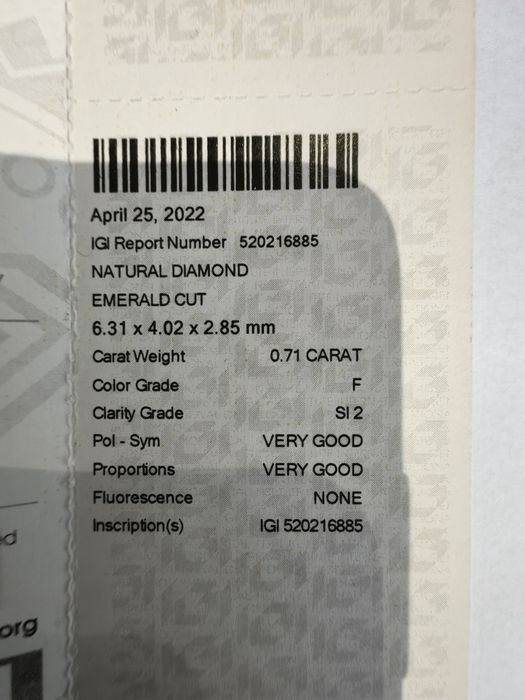 April 25, 2022
IGI Report Number 520216885
NATURAL DIAMOND
EMERALD CUT
6.31 x 4.02 x 2.85 mm
Carat Weight 0.71 CARAT
Color Grade F
Clarity Grade SI 2
Pol - Sym VERY GOOD
Proportions VERY GOOD
Fluorescence NONE
Inscription(s) IGI 520216885
ed
org